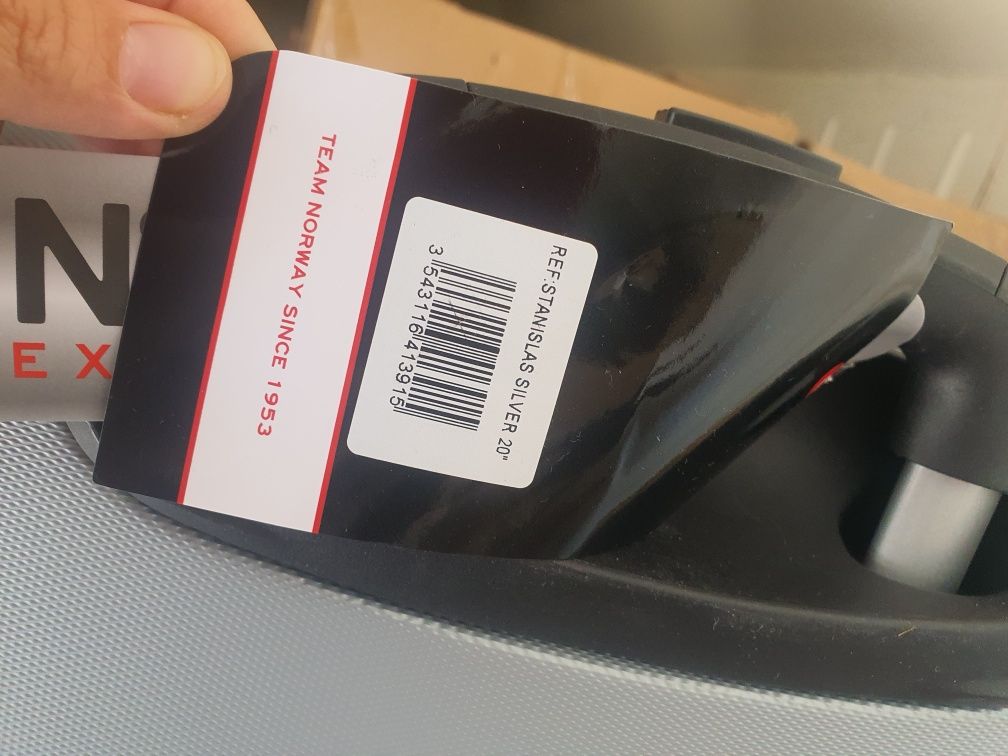 TEAM NORWAY SINCE 1953
REF:STANISLAS SILVER 20"
3 543116 413915
N
EX